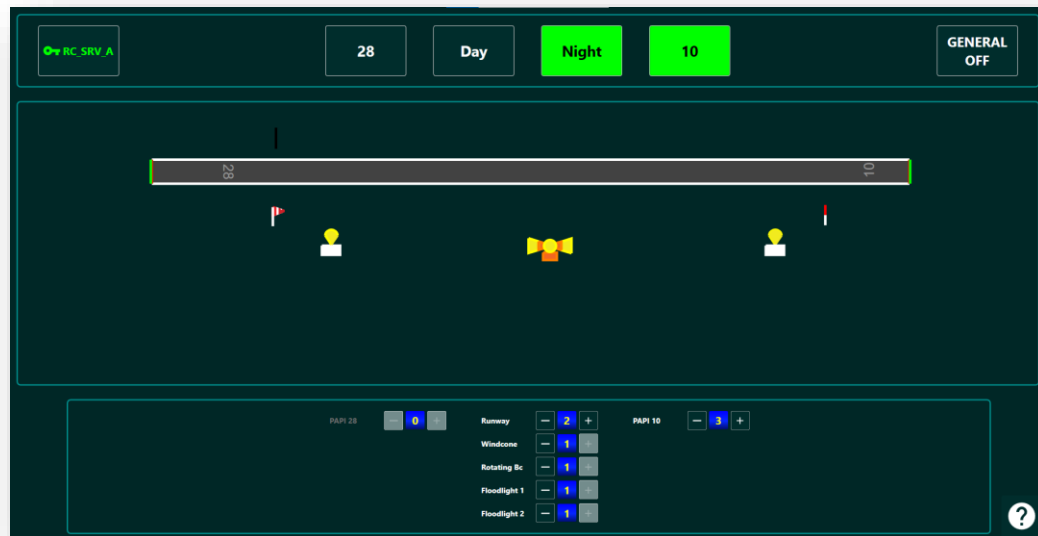 RC_SRV_A
28
Day
Night
10
GENERAL
OFF
28
10
PAPI 28 − 0 +
Runway − 2 +
PAPI 10 − 3 +
Windcone − 1 +
Rotating Bc − 1 +
Floodlight 1 − 1 +
Floodlight 2 − 1 +
?